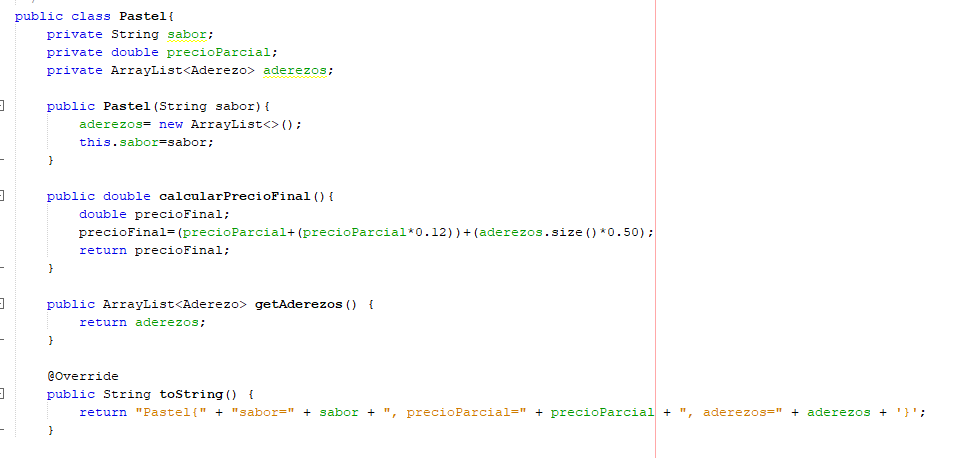 public class Pastel{
private String sabor;
private double precioParcial;
private ArrayList<Aderezo> aderezos;
public Pastel(String sabor){
aderezos= new ArrayList<>();
this.sabor=sabor;
}
public double calcularPrecioFinal(){
double precioFinal;
precioFinal=(precioParcial+(precioParcial*0.12))+(aderezos.size()*0.50);
return precioFinal;
}
public ArrayList<Aderezo> getAderezos() {
return aderezos;
}
@Override
public String toString() {
return "Pastel{" + "sabor=" + sabor + ", precioParcial=" + precioParcial + ", aderezos=" + aderezos + '}';
}